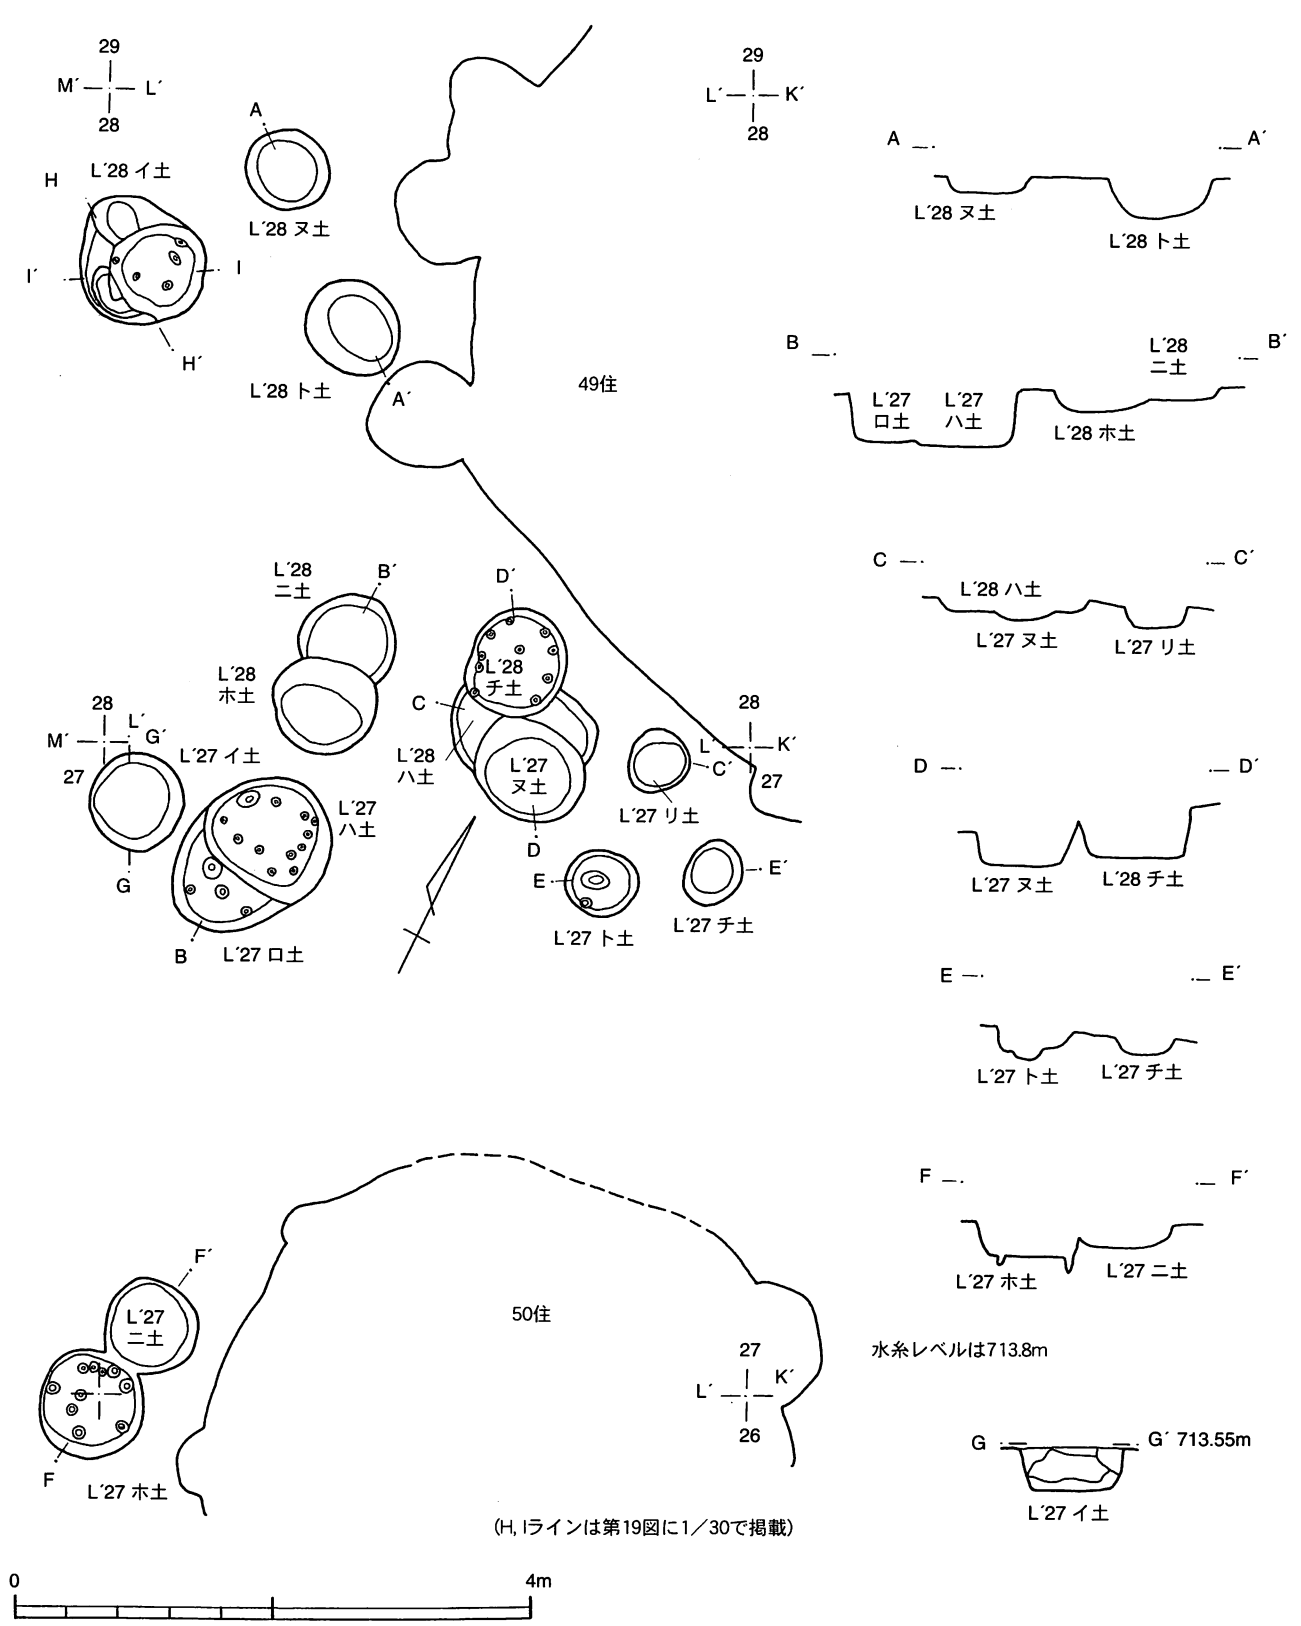 29
M´ L´
28
29
L´ K´
28
A
L´28 イ土
H
L´28 ヌ土
I´
I
H´
L´28 ト土
A´
49住
L´28
ニ土
B´
D´
L´28
ホ土
L´28
チ土
C
28
L´
M´
G´
27
L´27 イ土
L´28
ハ土
L´27
ヌ土
28
L´ K´
27
C´
L´27 リ土
L´27
ハ土
D
G
E
E´
B
L´27 ロ土
L´27 ト土
L´27 チ土
F´
L´27
ニ土
50住
27
L´ K´
26
F
L´27 ホ土
A A´
L´28 ヌ土
L´28 ト土
B B´
L´28
ニ土
L´27
ロ土
L´27
ハ土
L´28 ホ土
C C´
L´28 ハ土
L´27 ヌ土
L´27 リ土
D D´
L´27 ヌ土
L´28 チ土
E E´
L´27 ト土
L´27 チ土
F F´
L´27 ホ土
L´27 ニ土
水糸レベルは713.8m
G G´ 713.55m
L´27 イ土
(H, Iラインは第19図に1／30で掲載)
0 4m